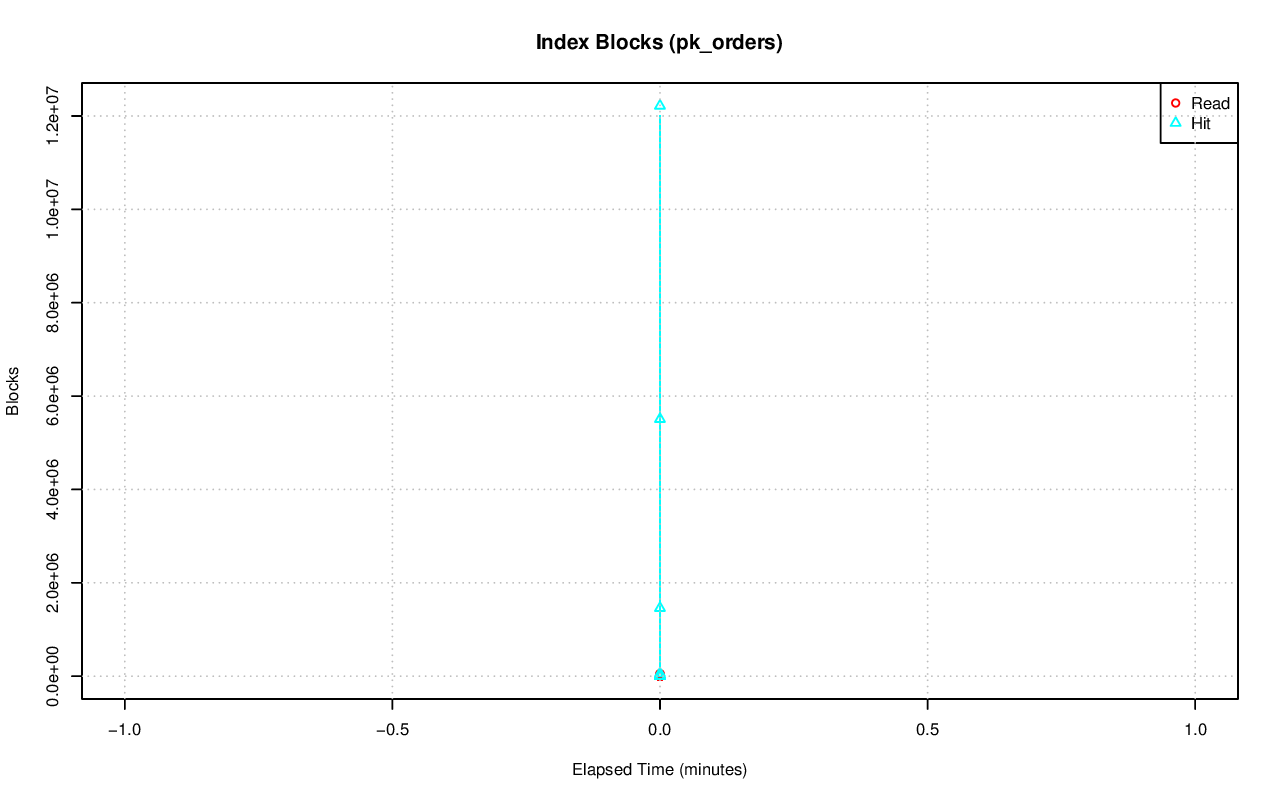 Index Blocks (pk_orders)
Read
Hit
1.2e+07
1.0e+07
8.0e+06
6.0e+06
4.0e+06
2.0e+06
0.0e+00
Blocks
−1.0 −0.5 0.0 0.5 1.0
Elapsed Time (minutes)